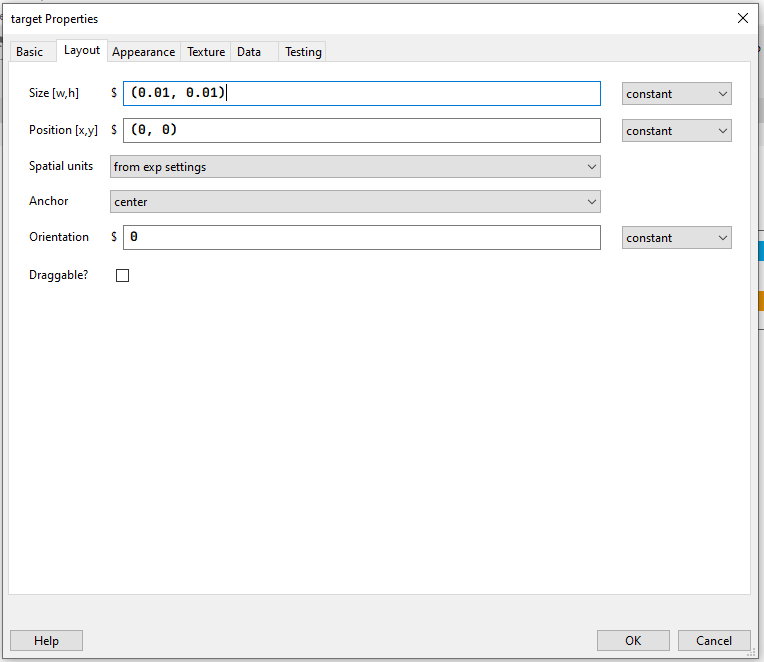 target Properties
Basic Layout Appearance Texture Data Testing
Size [w,h] $ (0.01, 0.01) constant
Position [x,y] $ (0, 0) constant
Spatial units from exp settings
Anchor center
Orientation $ 0 constant
Draggable?
Help OK Cancel